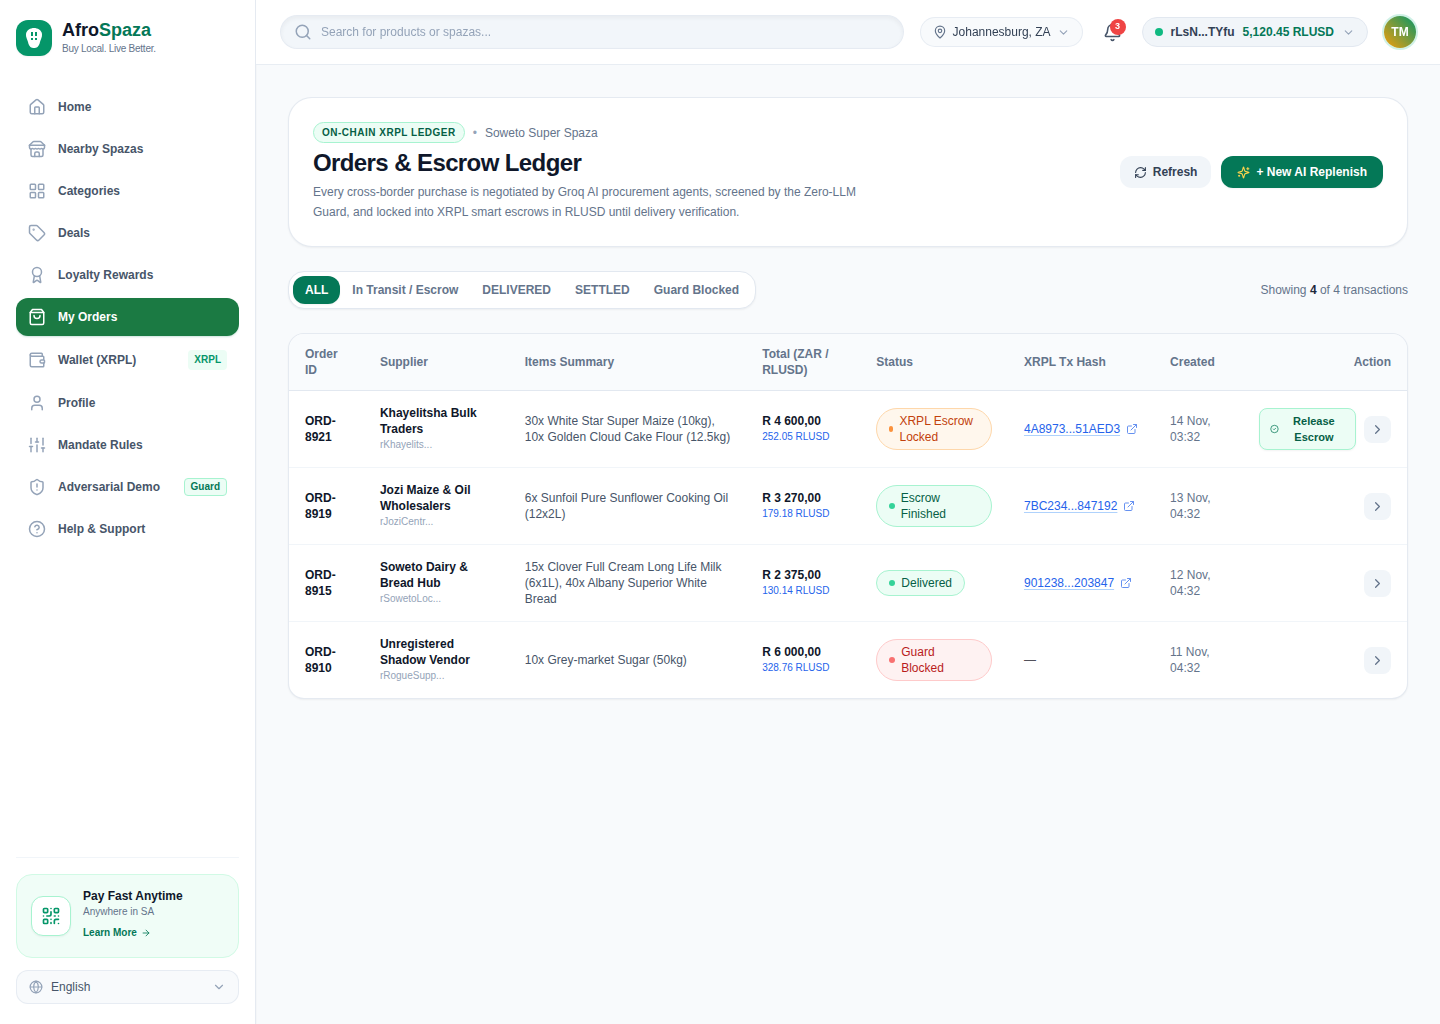 AfroSpaza
Buy Local. Live Better.
Search for products or spazas...
Johannesburg, ZA
3
rLsN...TYfu 5,120.45 RLUSD
TM
Home
Nearby Spazas
Categories
Deals
Loyalty Rewards
My Orders
Wallet (XRPL) XRPL
Profile
Mandate Rules
Adversarial Demo Guard
Help & Support
Pay Fast Anytime
Anywhere in SA
Learn More →
English
ON-CHAIN XRPL LEDGER • Soweto Super Spaza
Orders & Escrow Ledger
Every cross-border purchase is negotiated by Groq AI procurement agents, screened by the Zero-LLM
Guard, and locked into XRPL smart escrows in RLUSD until delivery verification.
Refresh
+ New AI Replenish
ALL In Transit / Escrow DELIVERED SETTLED Guard Blocked
Showing 4 of 4 transactions
Order
ID
Supplier
Items Summary
Total (ZAR /
RLUSD)
Status
XRPL Tx Hash
Created
Action
ORD-
8921
Khayelitsha Bulk
Traders
rKhayelits...
30x White Star Super Maize (10kg),
10x Golden Cloud Cake Flour (12.5kg)
R 4 600,00
252.05 RLUSD
XRPL Escrow
Locked
4A8973...51AED3
14 Nov,
03:32
Release
Escrow
ORD-
8919
Jozi Maize & Oil
Wholesalers
rJoziCentr...
6x Sunfoil Pure Sunflower Cooking Oil
(12x2L)
R 3 270,00
179.18 RLUSD
Escrow
Finished
7BC234...847192
13 Nov,
04:32
ORD-
8915
Soweto Dairy &
Bread Hub
rSowetoLoc...
15x Clover Full Cream Long Life Milk
(6x1L), 40x Albany Superior White
Bread
R 2 375,00
130.14 RLUSD
Delivered
901238...203847
12 Nov,
04:32
ORD-
8910
Unregistered
Shadow Vendor
rRogueSupp...
10x Grey-market Sugar (50kg)
R 6 000,00
328.76 RLUSD
Guard
Blocked
—
11 Nov,
04:32